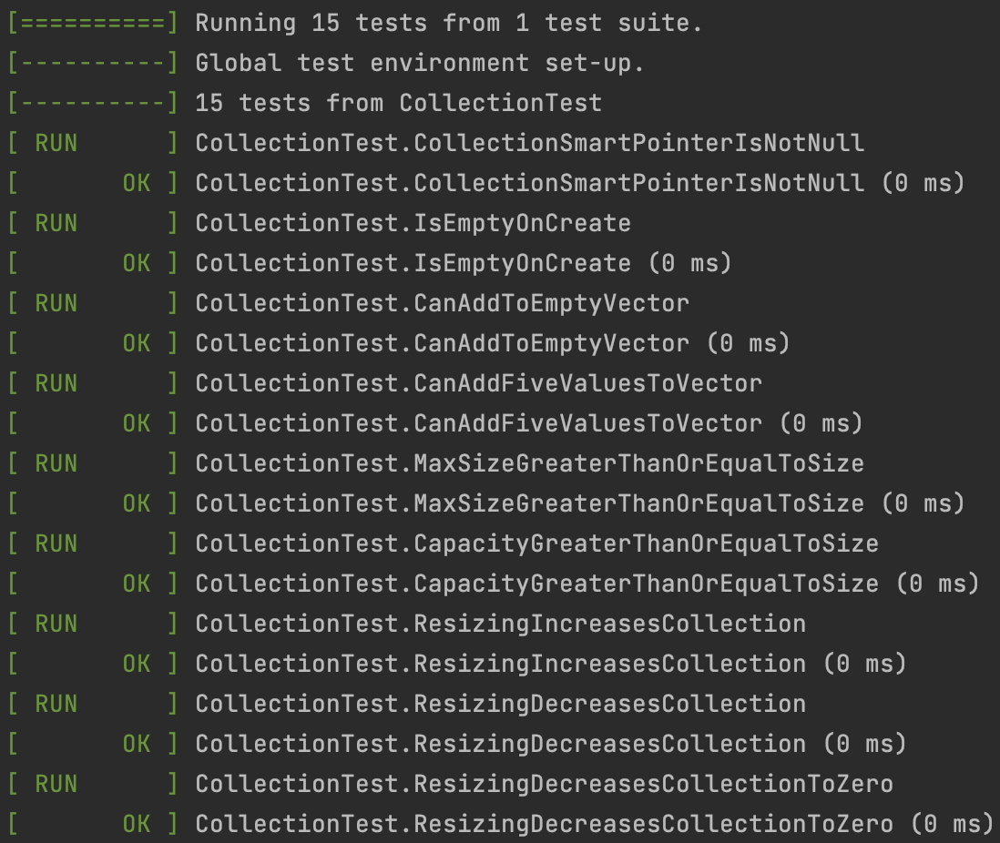 [==========] Running 15 tests from 1 test suite.
[----------] Global test environment set-up.
[----------] 15 tests from CollectionTest
[ RUN      ] CollectionTest.CollectionSmartPointerIsNotNull
[       OK ] CollectionTest.CollectionSmartPointerIsNotNull (0 ms)
[ RUN      ] CollectionTest.IsEmptyOnCreate
[       OK ] CollectionTest.IsEmptyOnCreate (0 ms)
[ RUN      ] CollectionTest.CanAddToEmptyVector
[       OK ] CollectionTest.CanAddToEmptyVector (0 ms)
[ RUN      ] CollectionTest.CanAddFiveValuesToVector
[       OK ] CollectionTest.CanAddFiveValuesToVector (0 ms)
[ RUN      ] CollectionTest.MaxSizeGreaterThanOrEqualToSize
[       OK ] CollectionTest.MaxSizeGreaterThanOrEqualToSize (0 ms)
[ RUN      ] CollectionTest.CapacityGreaterThanOrEqualToSize
[       OK ] CollectionTest.CapacityGreaterThanOrEqualToSize (0 ms)
[ RUN      ] CollectionTest.ResizingIncreasesCollection
[       OK ] CollectionTest.ResizingIncreasesCollection (0 ms)
[ RUN      ] CollectionTest.ResizingDecreasesCollection
[       OK ] CollectionTest.ResizingDecreasesCollection (0 ms)
[ RUN      ] CollectionTest.ResizingDecreasesCollectionToZero
[       OK ] CollectionTest.ResizingDecreasesCollectionToZero (0 ms)